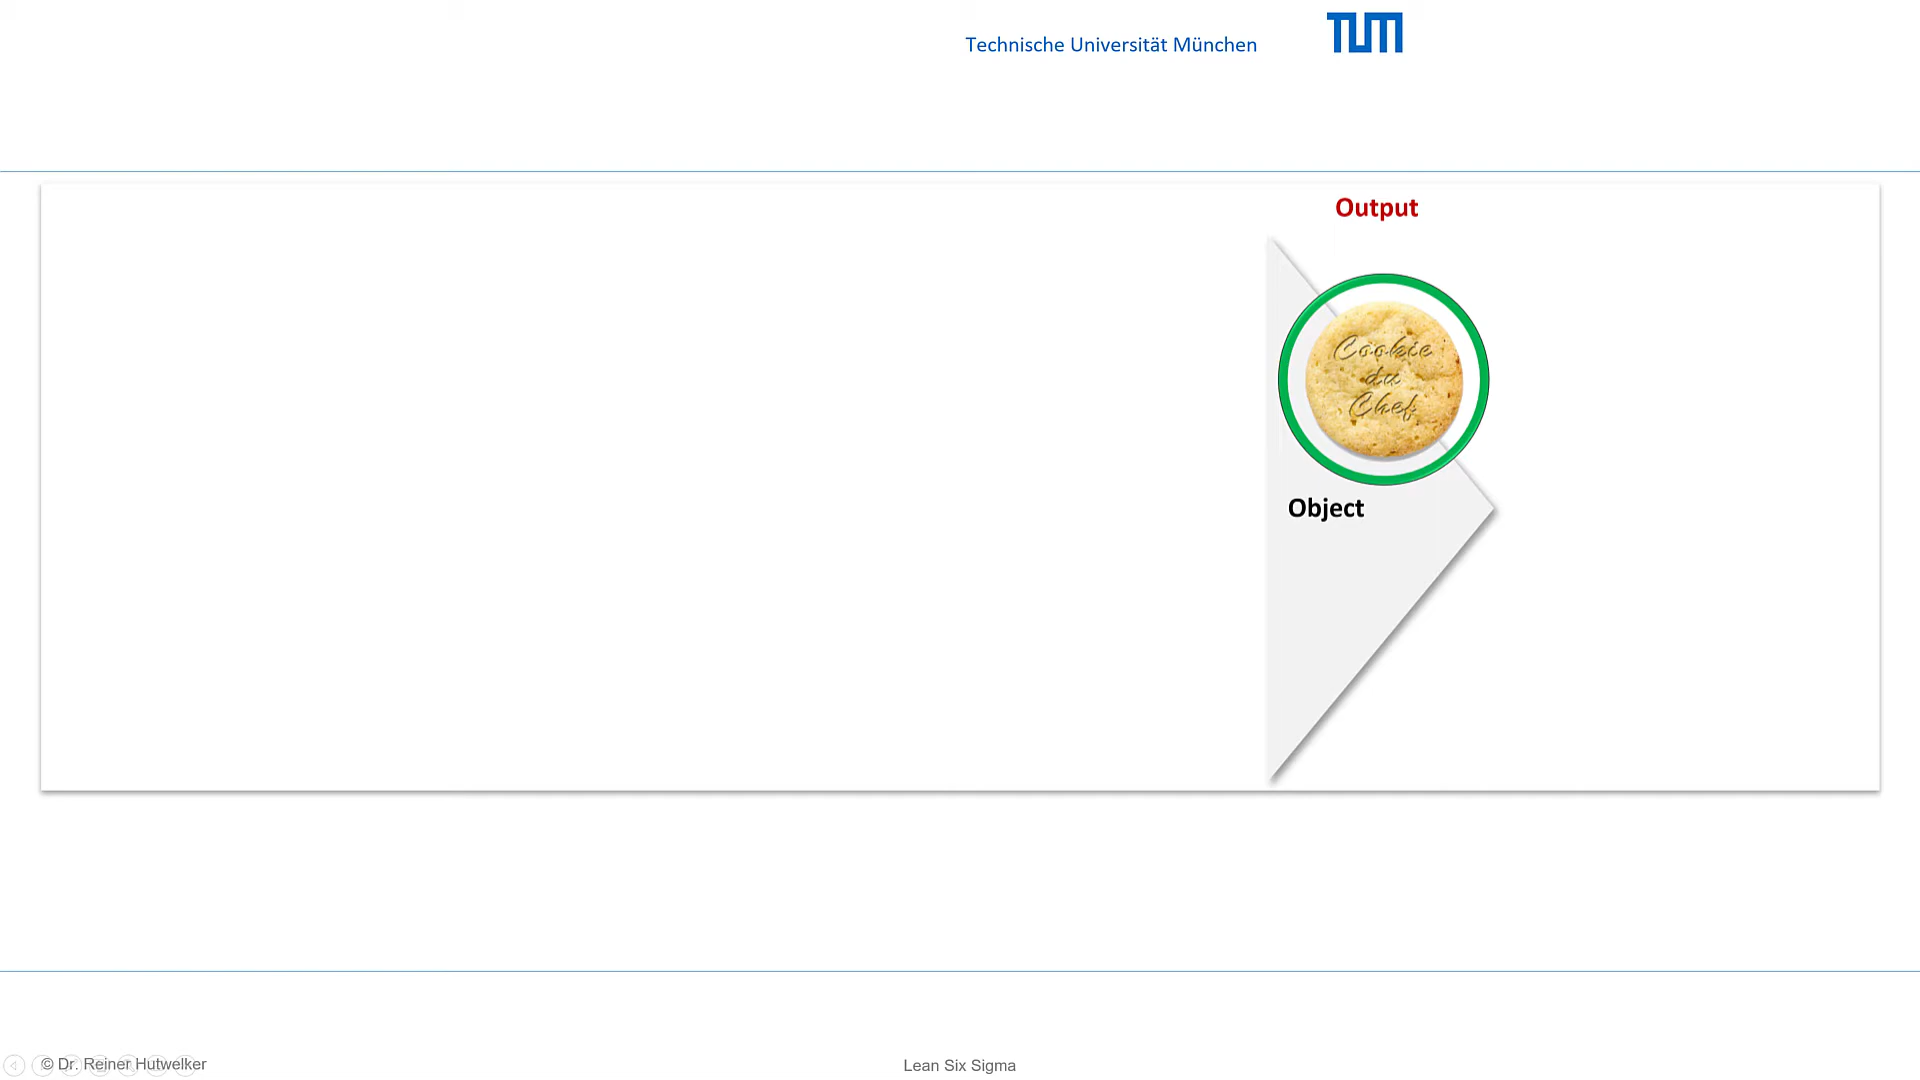 Technische Universität München
TUM
Output
Cookie
du
Chef
Object
© Dr. Reiner Hutwelker
Lean Six Sigma